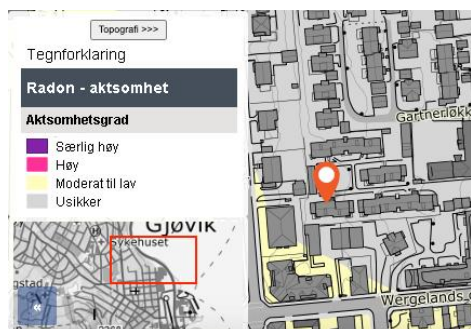 Topografi >>>
Tegnforklaring
Radon - aktsomhet
Aktsomhetsgrad
Særlig høy
Høy
Moderat til lav
Usikker
Gjøvik
Sykehuset
«
Gartnerløkk
Wergelands